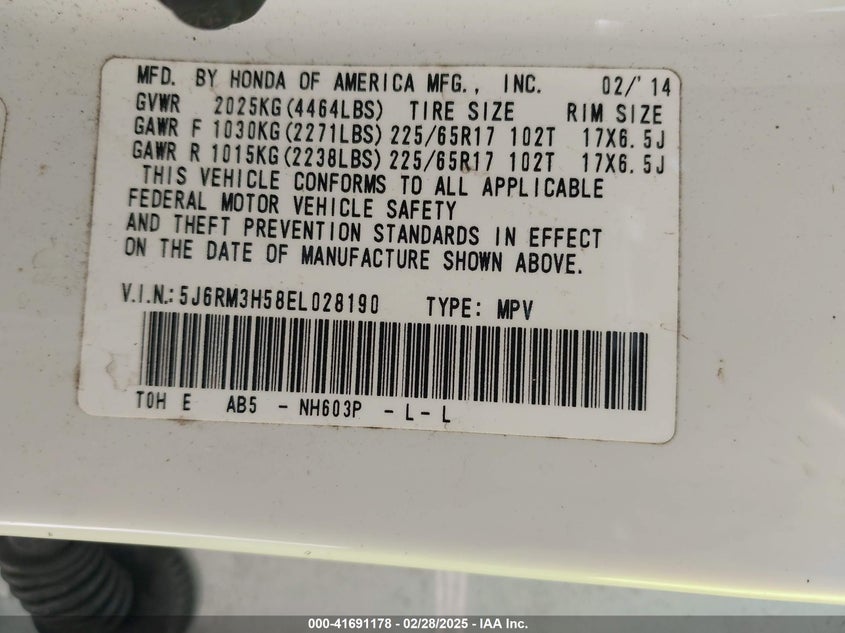 MFD. BY HONDA OF AMERICA MFG., INC. 02/'14
GVWR 2025KG(4464LBS) TIRE SIZE RIM SIZE
GAWR F 1030KG(2271LBS) 225/65R17 102T 17X6.5J
GAWR R 1015KG(2238LBS) 225/65R17 102T 17X6.5J
THIS VEHICLE CONFORMS TO ALL APPLICABLE
FEDERAL MOTOR VEHICLE SAFETY
AND THEFT PREVENTION STANDARDS IN EFFECT
ON THE DATE OF MANUFACTURE SHOWN ABOVE.
V.I.N.: 5J6RM3H58EL028190 TYPE: MPV
TOH E AB5 - NH603P - L - L
000-41691178 - 02/28/2025 - IAA Inc.